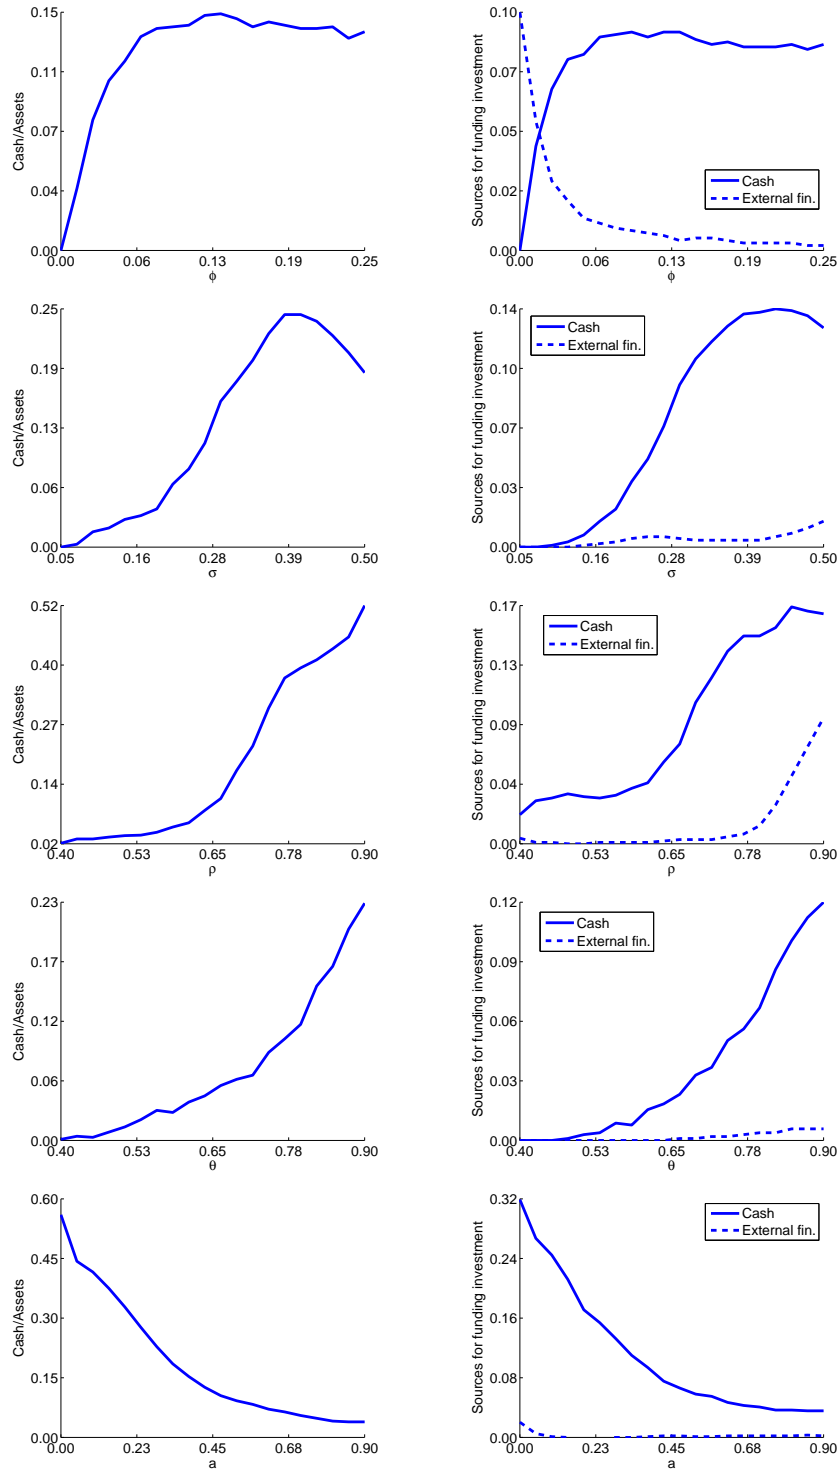 Cash/Assets
0.15
0.11
0.07
0.04
0.00
0.00 0.06 0.13 0.19 0.25
ϕ
Sources for funding investment
0.10
0.07
0.05
0.02
0.00
Cash
External fin.
0.00 0.06 0.13 0.19 0.25
ϕ
Cash/Assets
0.25
0.19
0.13
0.06
0.00
0.05 0.16 0.28 0.39 0.50
σ
Sources for funding investment
0.14
0.10
0.07
0.03
0.00
Cash
External fin.
0.05 0.16 0.28 0.39 0.50
σ
Cash/Assets
0.52
0.40
0.27
0.14
0.02
0.40 0.53 0.65 0.78 0.90
ρ
Sources for funding investment
0.17
0.13
0.09
0.04
0.00
Cash
External fin.
0.40 0.53 0.65 0.78 0.90
ρ
Cash/Assets
0.23
0.17
0.12
0.06
0.00
0.40 0.53 0.65 0.78 0.90
θ
Sources for funding investment
0.12
0.09
0.06
0.03
0.00
Cash
External fin.
0.40 0.53 0.65 0.78 0.90
θ
Cash/Assets
0.60
0.45
0.30
0.15
0.00
0.00 0.23 0.45 0.68 0.90
a
Sources for funding investment
0.32
0.24
0.16
0.08
0.00
Cash
External fin.
0.00 0.23 0.45 0.68 0.90
a